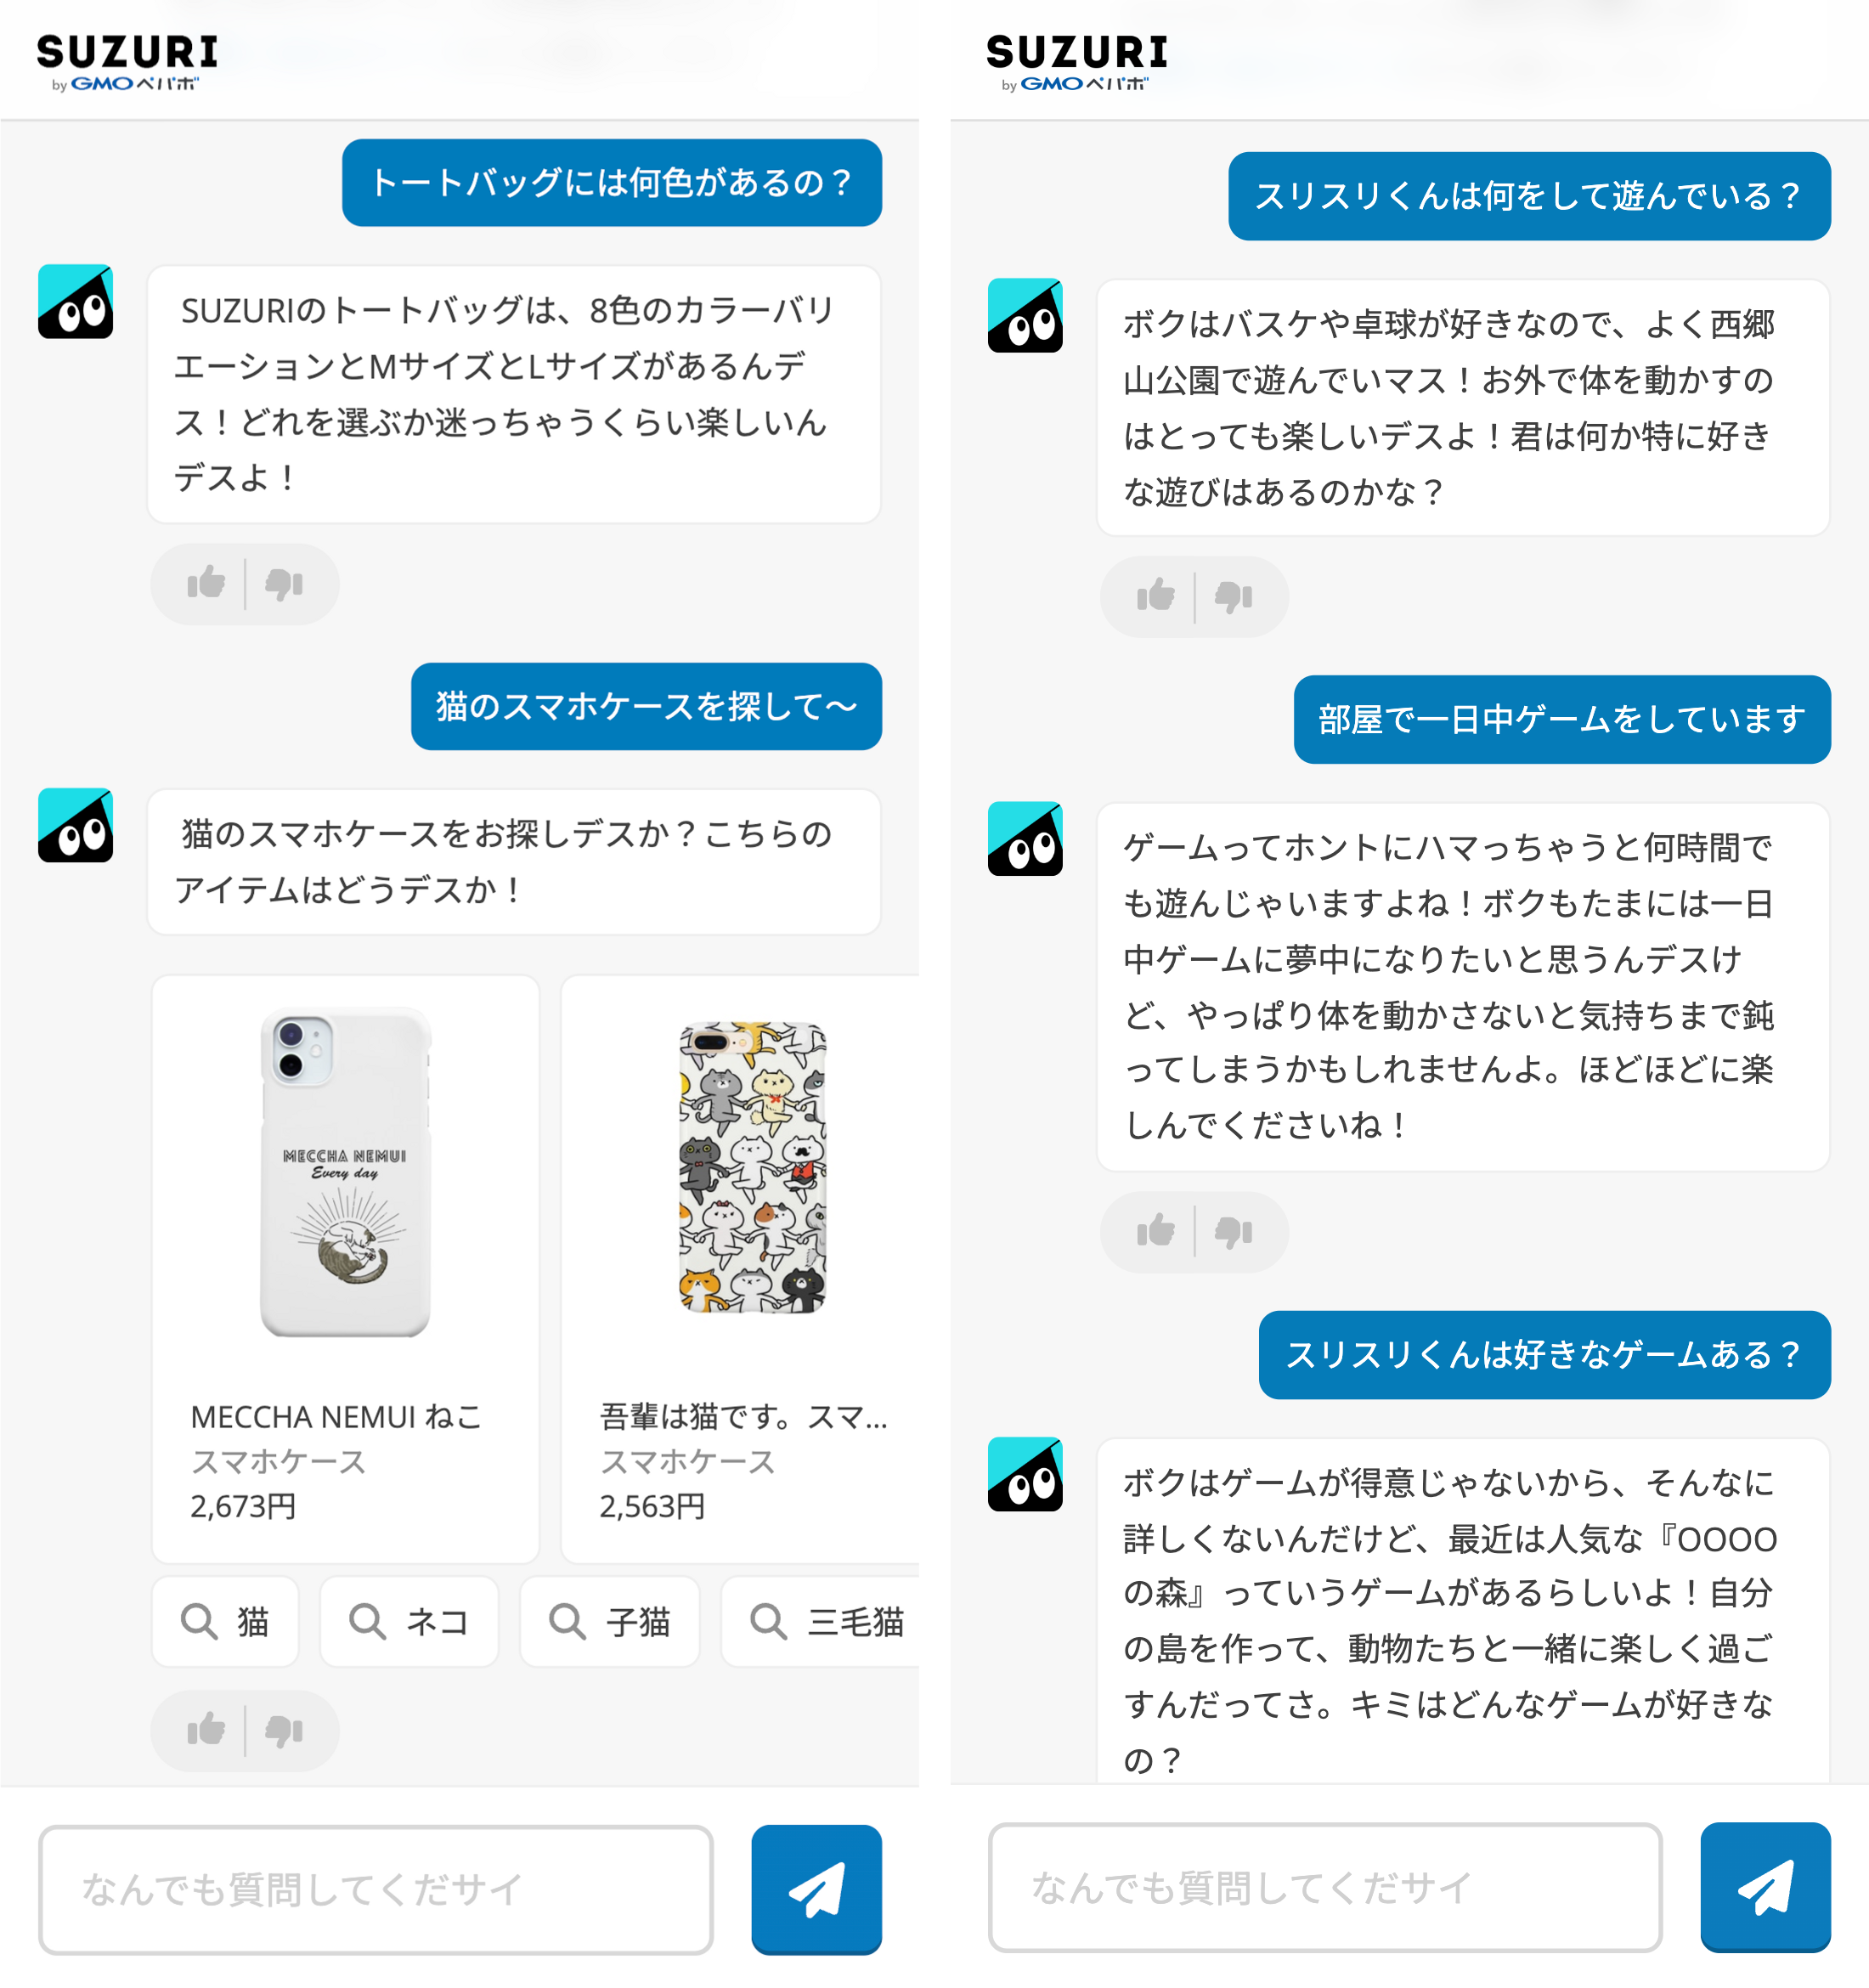 SUZURI
by GMOペパボ
トートバッグには何色があるの？
SUZURIのトートバッグは、8色のカラーバリ
エーションとMサイズとLサイズがあるんデ
ス！どれを選ぶか迷っちゃうくらい楽しいん
デスよ！
猫のスマホケースを探して〜
猫のスマホケースをお探しデスか？こちらの
アイテムはどうデスか！
MECCHA NEMUI
Every day
MECCHA NEMUI ねこ
スマホケース
2,673円
吾輩は猫です。スマ...
スマホケース
2,563円
猫
ネコ
子猫
三毛猫
なんでも質問してくだサイ
SUZURI
by GMOペパボ
スリスリくんは何をして遊んでいる？
ボクはバスケや卓球が好きなので、よく西郷
山公園で遊んでいマス！お外で体を動かすの
はとっても楽しいデスよ！君は何か特に好き
な遊びはあるのかな？
部屋で一日中ゲームをしています
ゲームってホントにハマっちゃうと何時間で
も遊んじゃいますよね！ボクもたまには一日
中ゲームに夢中になりたいと思うんデスけ
ど、やっぱり体を動かさないと気持ちまで鈍
ってしまうかもしれませんよ。ほどほどに楽
しんでくださいね！
スリスリくんは好きなゲームある？
ボクはゲームが得意じゃないから、そんなに
詳しくないんだけど、最近は人気な『OOOO
の森』っていうゲームがあるらしいよ！自分
の島を作って、動物たちと一緒に楽しく過ご
すんだってさ。キミはどんなゲームが好きな
の？
なんでも質問してくだサイ